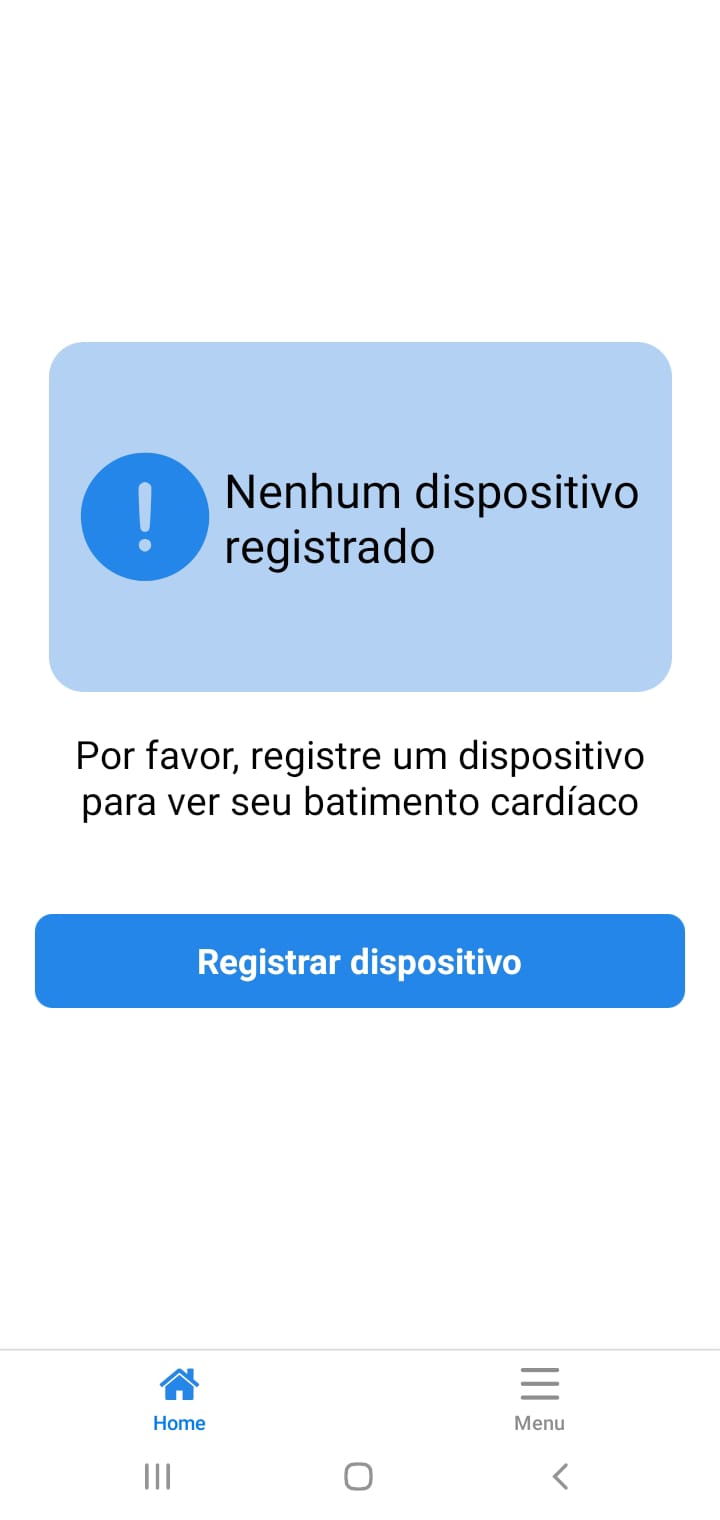 Nenhum dispositivo
registrado
Por favor, registre um dispositivo
para ver seu batimento cardíaco
Registrar dispositivo
Home
Menu